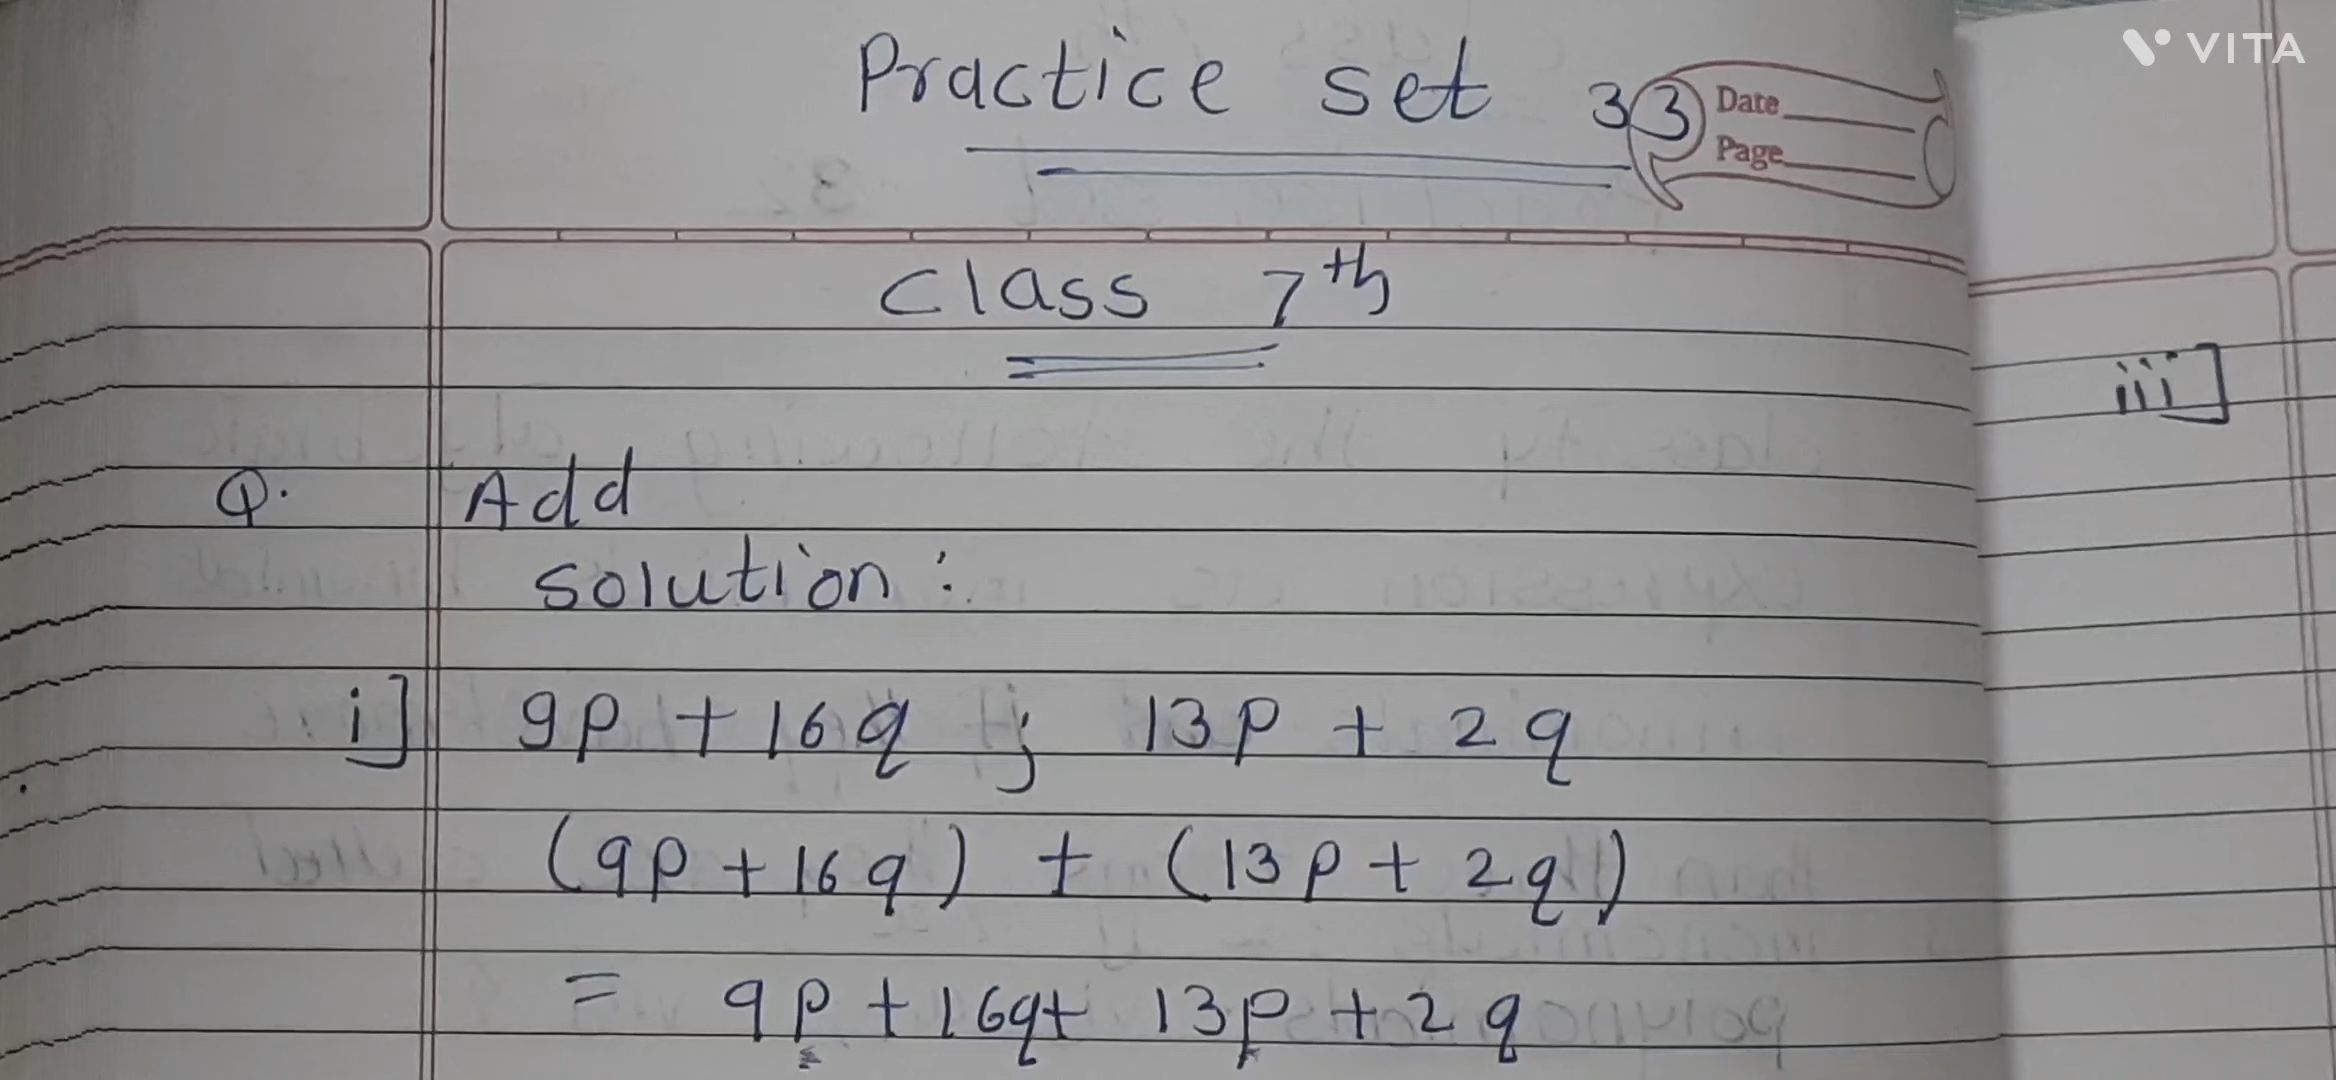 VITA
Practice set 33
Date
Page
Class 7th
iii]
Q. Add
solution:
i] 9p + 16q ; 13p + 2q
(9p + 16q) + (13p + 2q)
= 9p + 16q + 13p + 2q